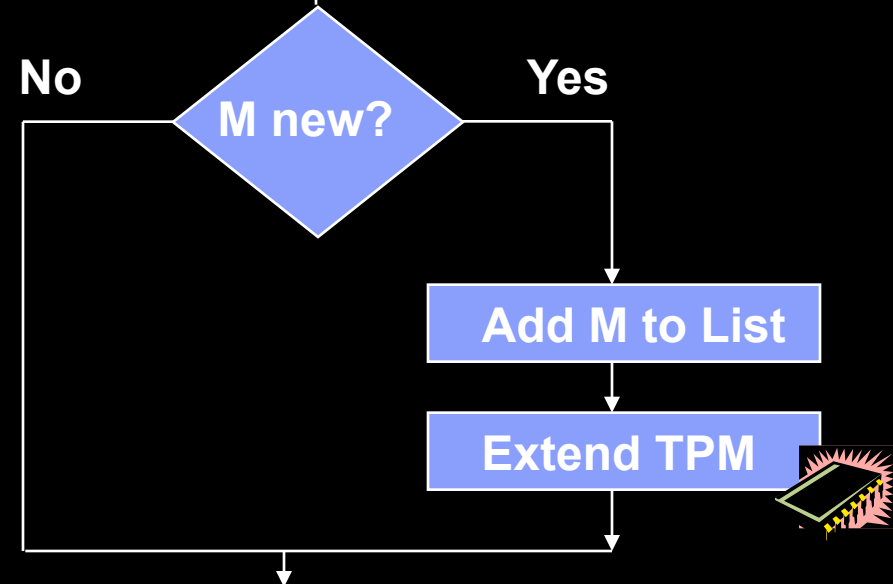 No
Yes
M new?
Add M to List
Extend TPM